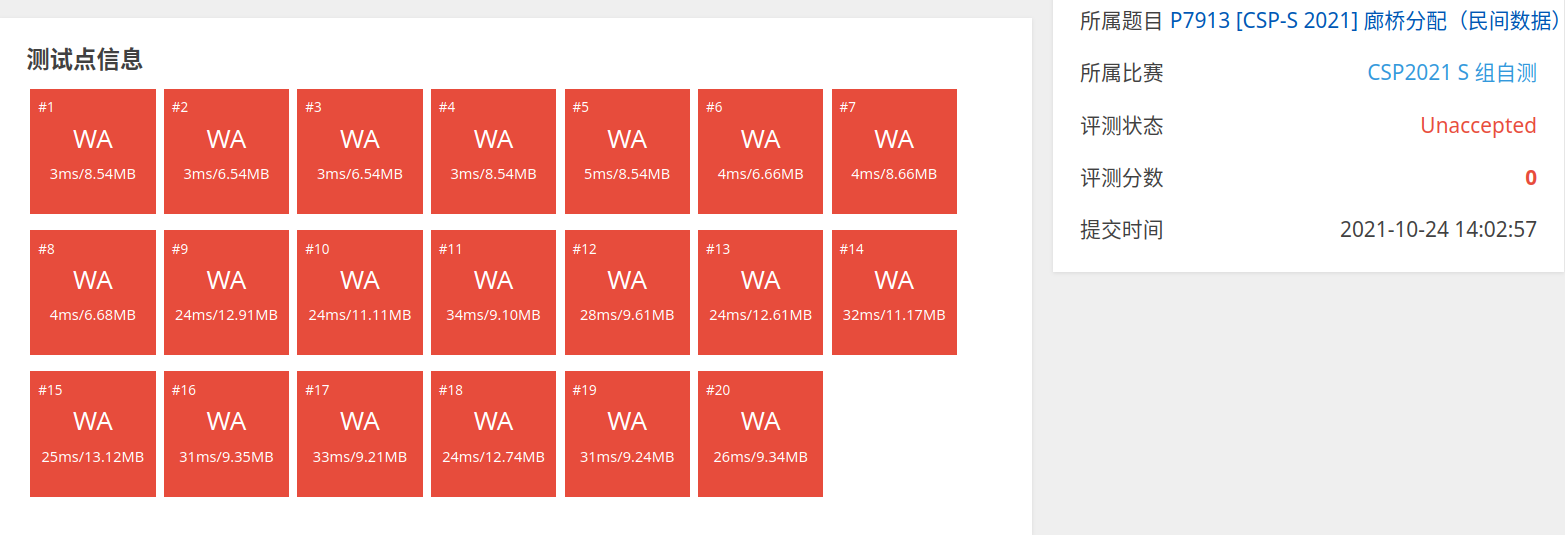 测试点信息
#1 #2 #3 #4 #5 #6 #7
WA WA WA WA WA WA WA
3ms/8.54MB 3ms/6.54MB 3ms/6.54MB 3ms/8.54MB 5ms/8.54MB 4ms/6.66MB 4ms/8.66MB
#8 #9 #10 #11 #12 #13 #14
WA WA WA WA WA WA WA
4ms/6.68MB 24ms/12.91MB 24ms/11.11MB 34ms/9.10MB 28ms/9.61MB 24ms/12.61MB 32ms/11.17MB
#15 #16 #17 #18 #19 #20
WA WA WA WA WA WA
25ms/13.12MB 31ms/9.35MB 33ms/9.21MB 24ms/12.74MB 31ms/9.24MB 26ms/9.34MB
所属题目 P7913 [CSP-S 2021] 廊桥分配（民间数据）
所属比赛 CSP2021 S 组自测
评测状态 Unaccepted
评测分数 0
提交时间 2021-10-24 14:02:57